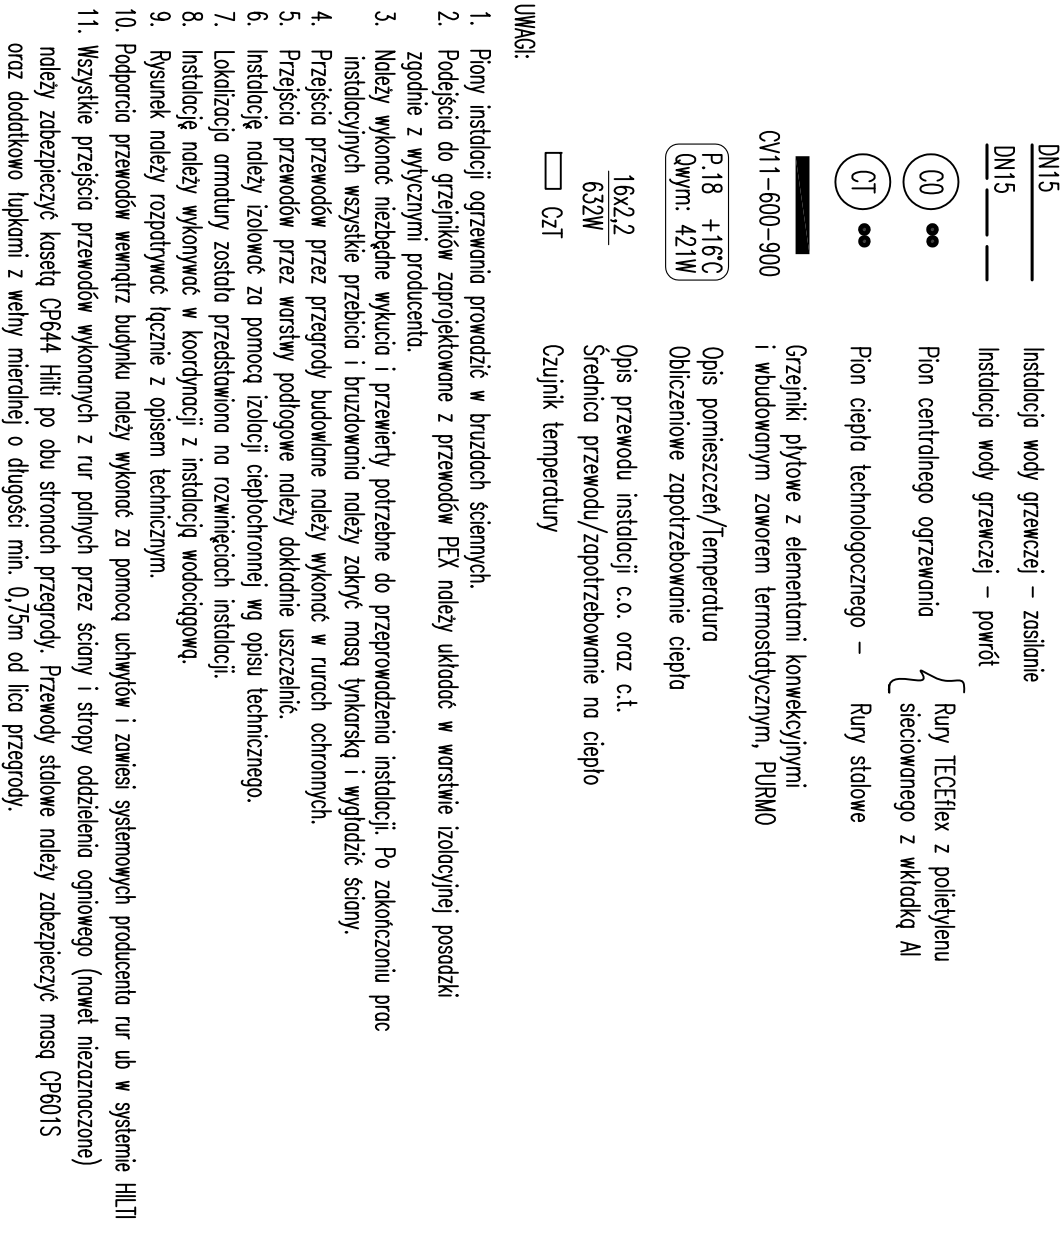 DN15
Instalacja wody grzewczej – zasilanie
DN15
Instalacja wody grzewczej – powrót
CO
Pion centralnego ogrzewania
Rury TECEflex z polietylenu
sieciowanego z wkładką Al
CT
Pion ciepła technologocznego –
Rury stalowe
CV11-600-900
Grzejniki płytowe z elementami konwekcyjnymi
i wbudowanym zaworem termostatycznym, PURMO
P.18 +16°C
Qwym: 421W
Opis pomieszczeń/Temperatura
Obliczeniowe zapotrzebowanie ciepła
16x2,2
632W
Opis przewodu instalacji c.o. oraz c.t.
Średnica przewodu/zapotrzebowanie na ciepło
CzT
Czujnik temperatury
UWAGI:
1. Piony instalacji ogrzewania prowadzić w bruzdach ściennych.
2. Podejścia do grzejników zaprojektowane z przewodów PEX należy układać w warstwie izolacyjnej posadzki
zgodnie z wytycznymi producenta.
3. Należy wykonać niezbędne wykucia i przewierty potrzebne do przeprowadzenia instalacji. Po zakończoniu prac
instalacyjnych wszystkie przebicia i bruzdowania należy zakryć masą tynkarską i wygładzić ściany.
4. Przejścia przewodów przez przegrody budowlane należy wykonać w rurach ochronnych.
5. Przejścia przewodów przez warstwy podłogowe należy dokładnie uszczelnić.
6. Instalację należy izolować za pomocą izolacji ciepłochronnej wg opisu technicznego.
7. Lokalizacja armatury została przedstawiona na rozwinięciach instalacji.
8. Instalację należy wykonywać w koordynacji z instalacją wodociągową.
9. Rysunek należy rozpatrywać łącznie z opisem technicznym.
10. Podparcia przewodów wewnątrz budynku należy wykonać za pomocą uchwytów i zawiesi systemowych producenta rur ub w systemie HILTI
11. Wszystkie przejścia przewodów wykonanych z rur palnych przez ściany i stropy oddzielenia ogniowego (nawet niezaznaczone)
należy zabezpieczyć kasetą CP644 Hilti po obu stronach przegrody. Przewody stalowe należy zabezpieczyć masą CP601S
oraz dodatkowo łupkami z wełny mieralnej o długości min. 0,75m od lica przegrody.